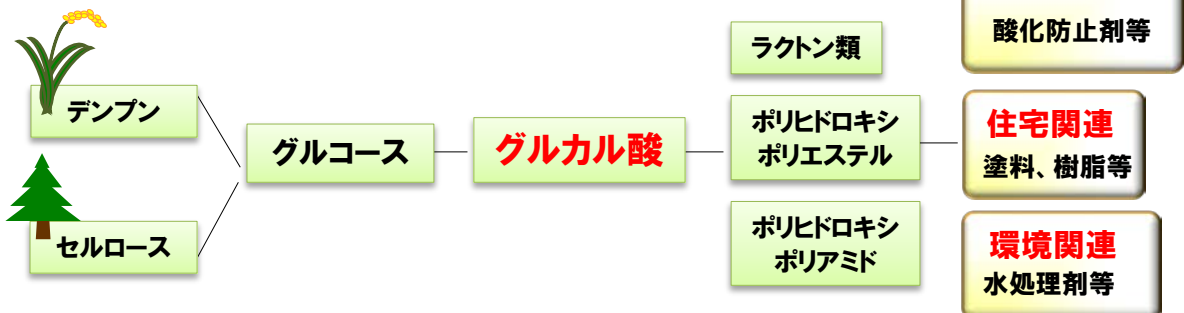 デンプン
セルロース
グルコース
グルカル酸
ラクトン類
ポリヒドロキシ
ポリエステル
ポリヒドロキシ
ポリアミド
酸化防止剤等
住宅関連
塗料、樹脂等
環境関連
水処理剤等